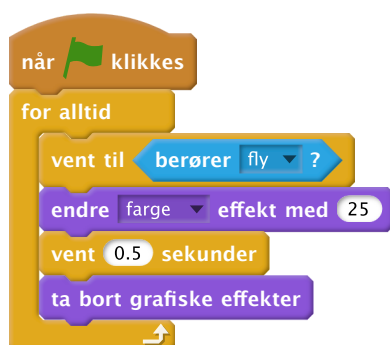 når klikkes
for alltid
vent til berører fly ?
endre farge effekt med 25
vent 0.5 sekunder
ta bort grafiske effekter